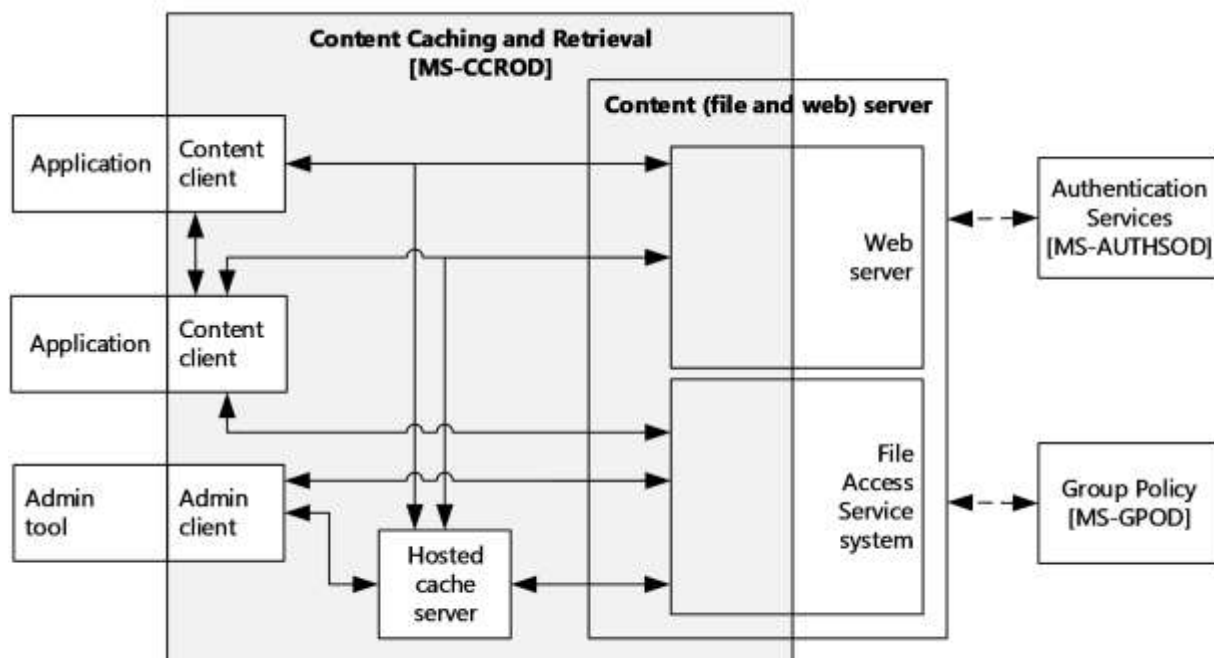 Content Caching and Retrieval
[MS-CCROD]
Content (file and web) server
Application
Content
client
Authentication
Services
[MS-AUTHSOD]
Web
server
Application
Content
client
File
Access
Service
system
Group Policy
[MS-GPOD]
Admin
tool
Admin
client
Hosted
cache
server